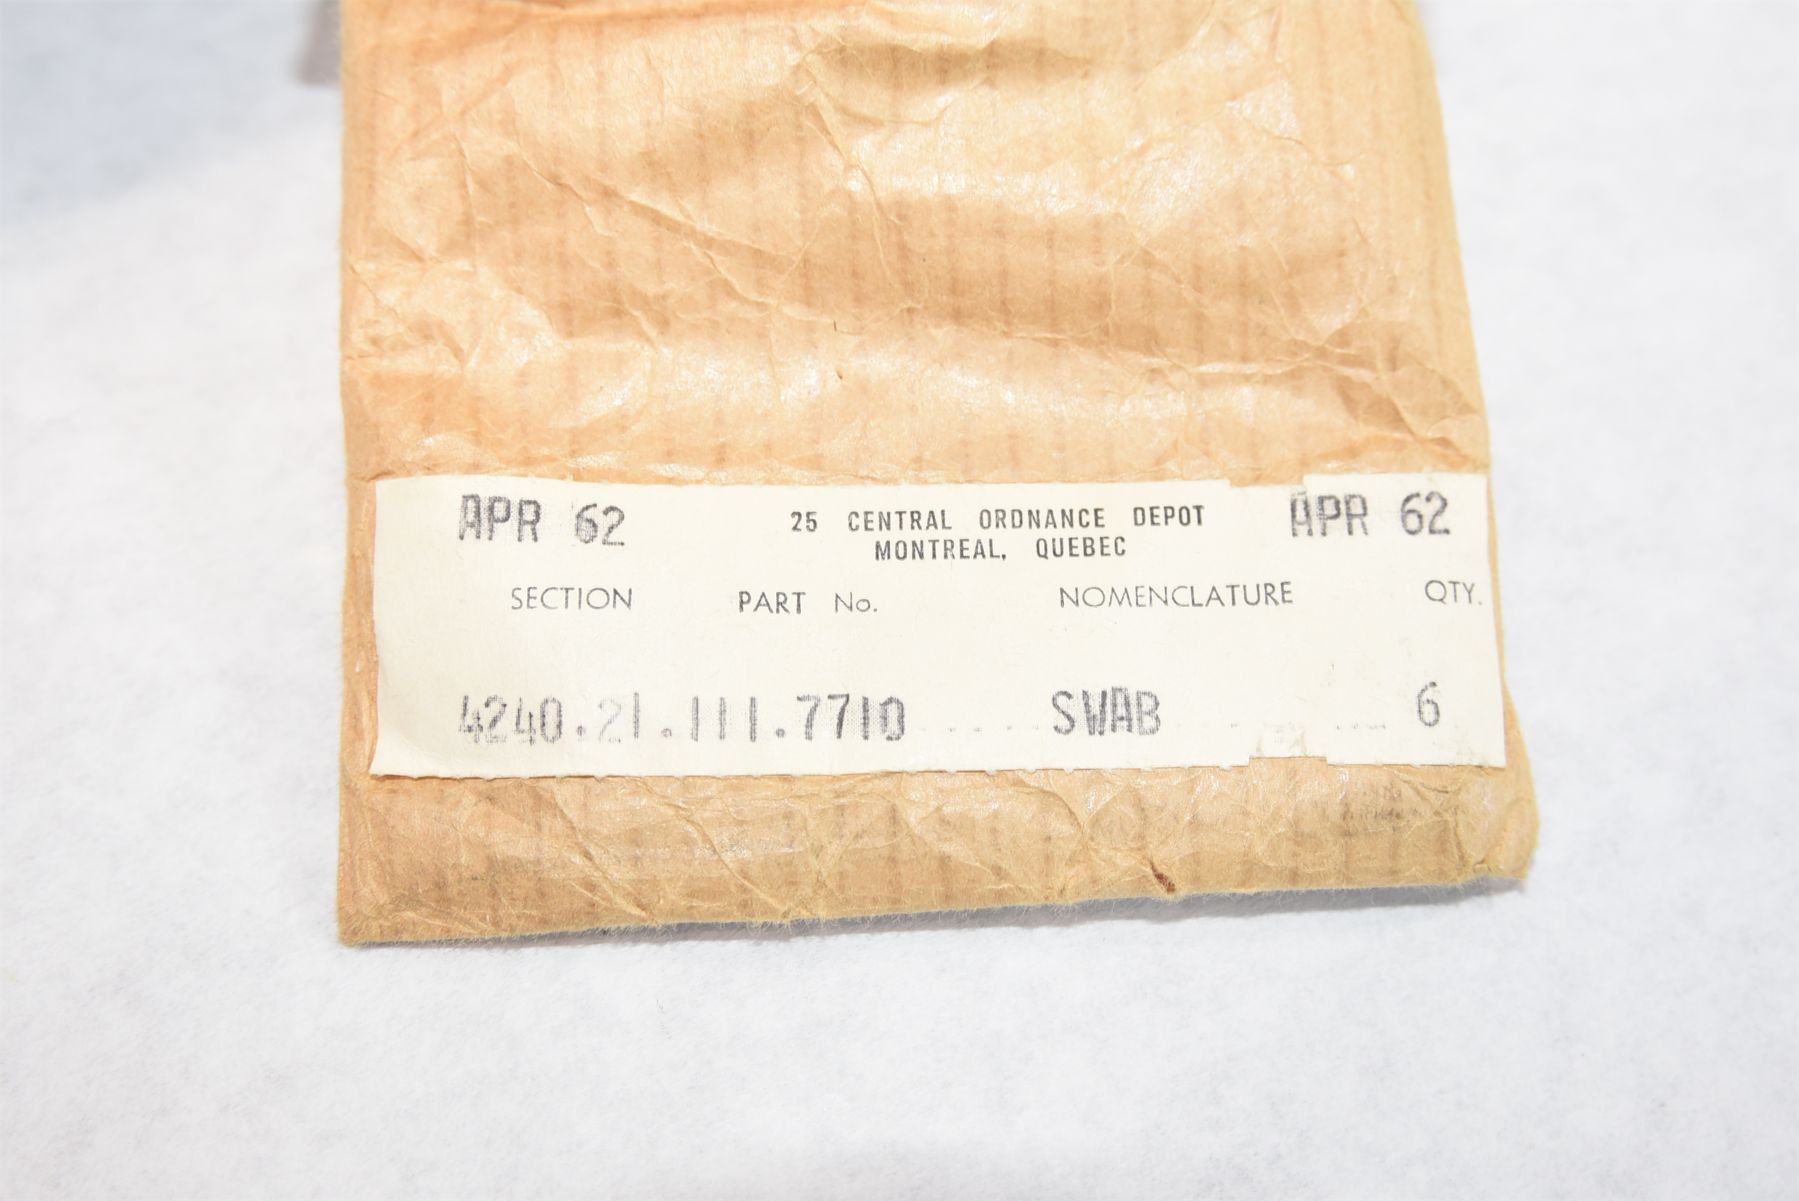 APR 62 25 CENTRAL ORDNANCE DEPOT APR 62
MONTREAL, QUEBEC
SECTION PART No. NOMENCLATURE QTY.
4240.21.111.7710 SWAB 6